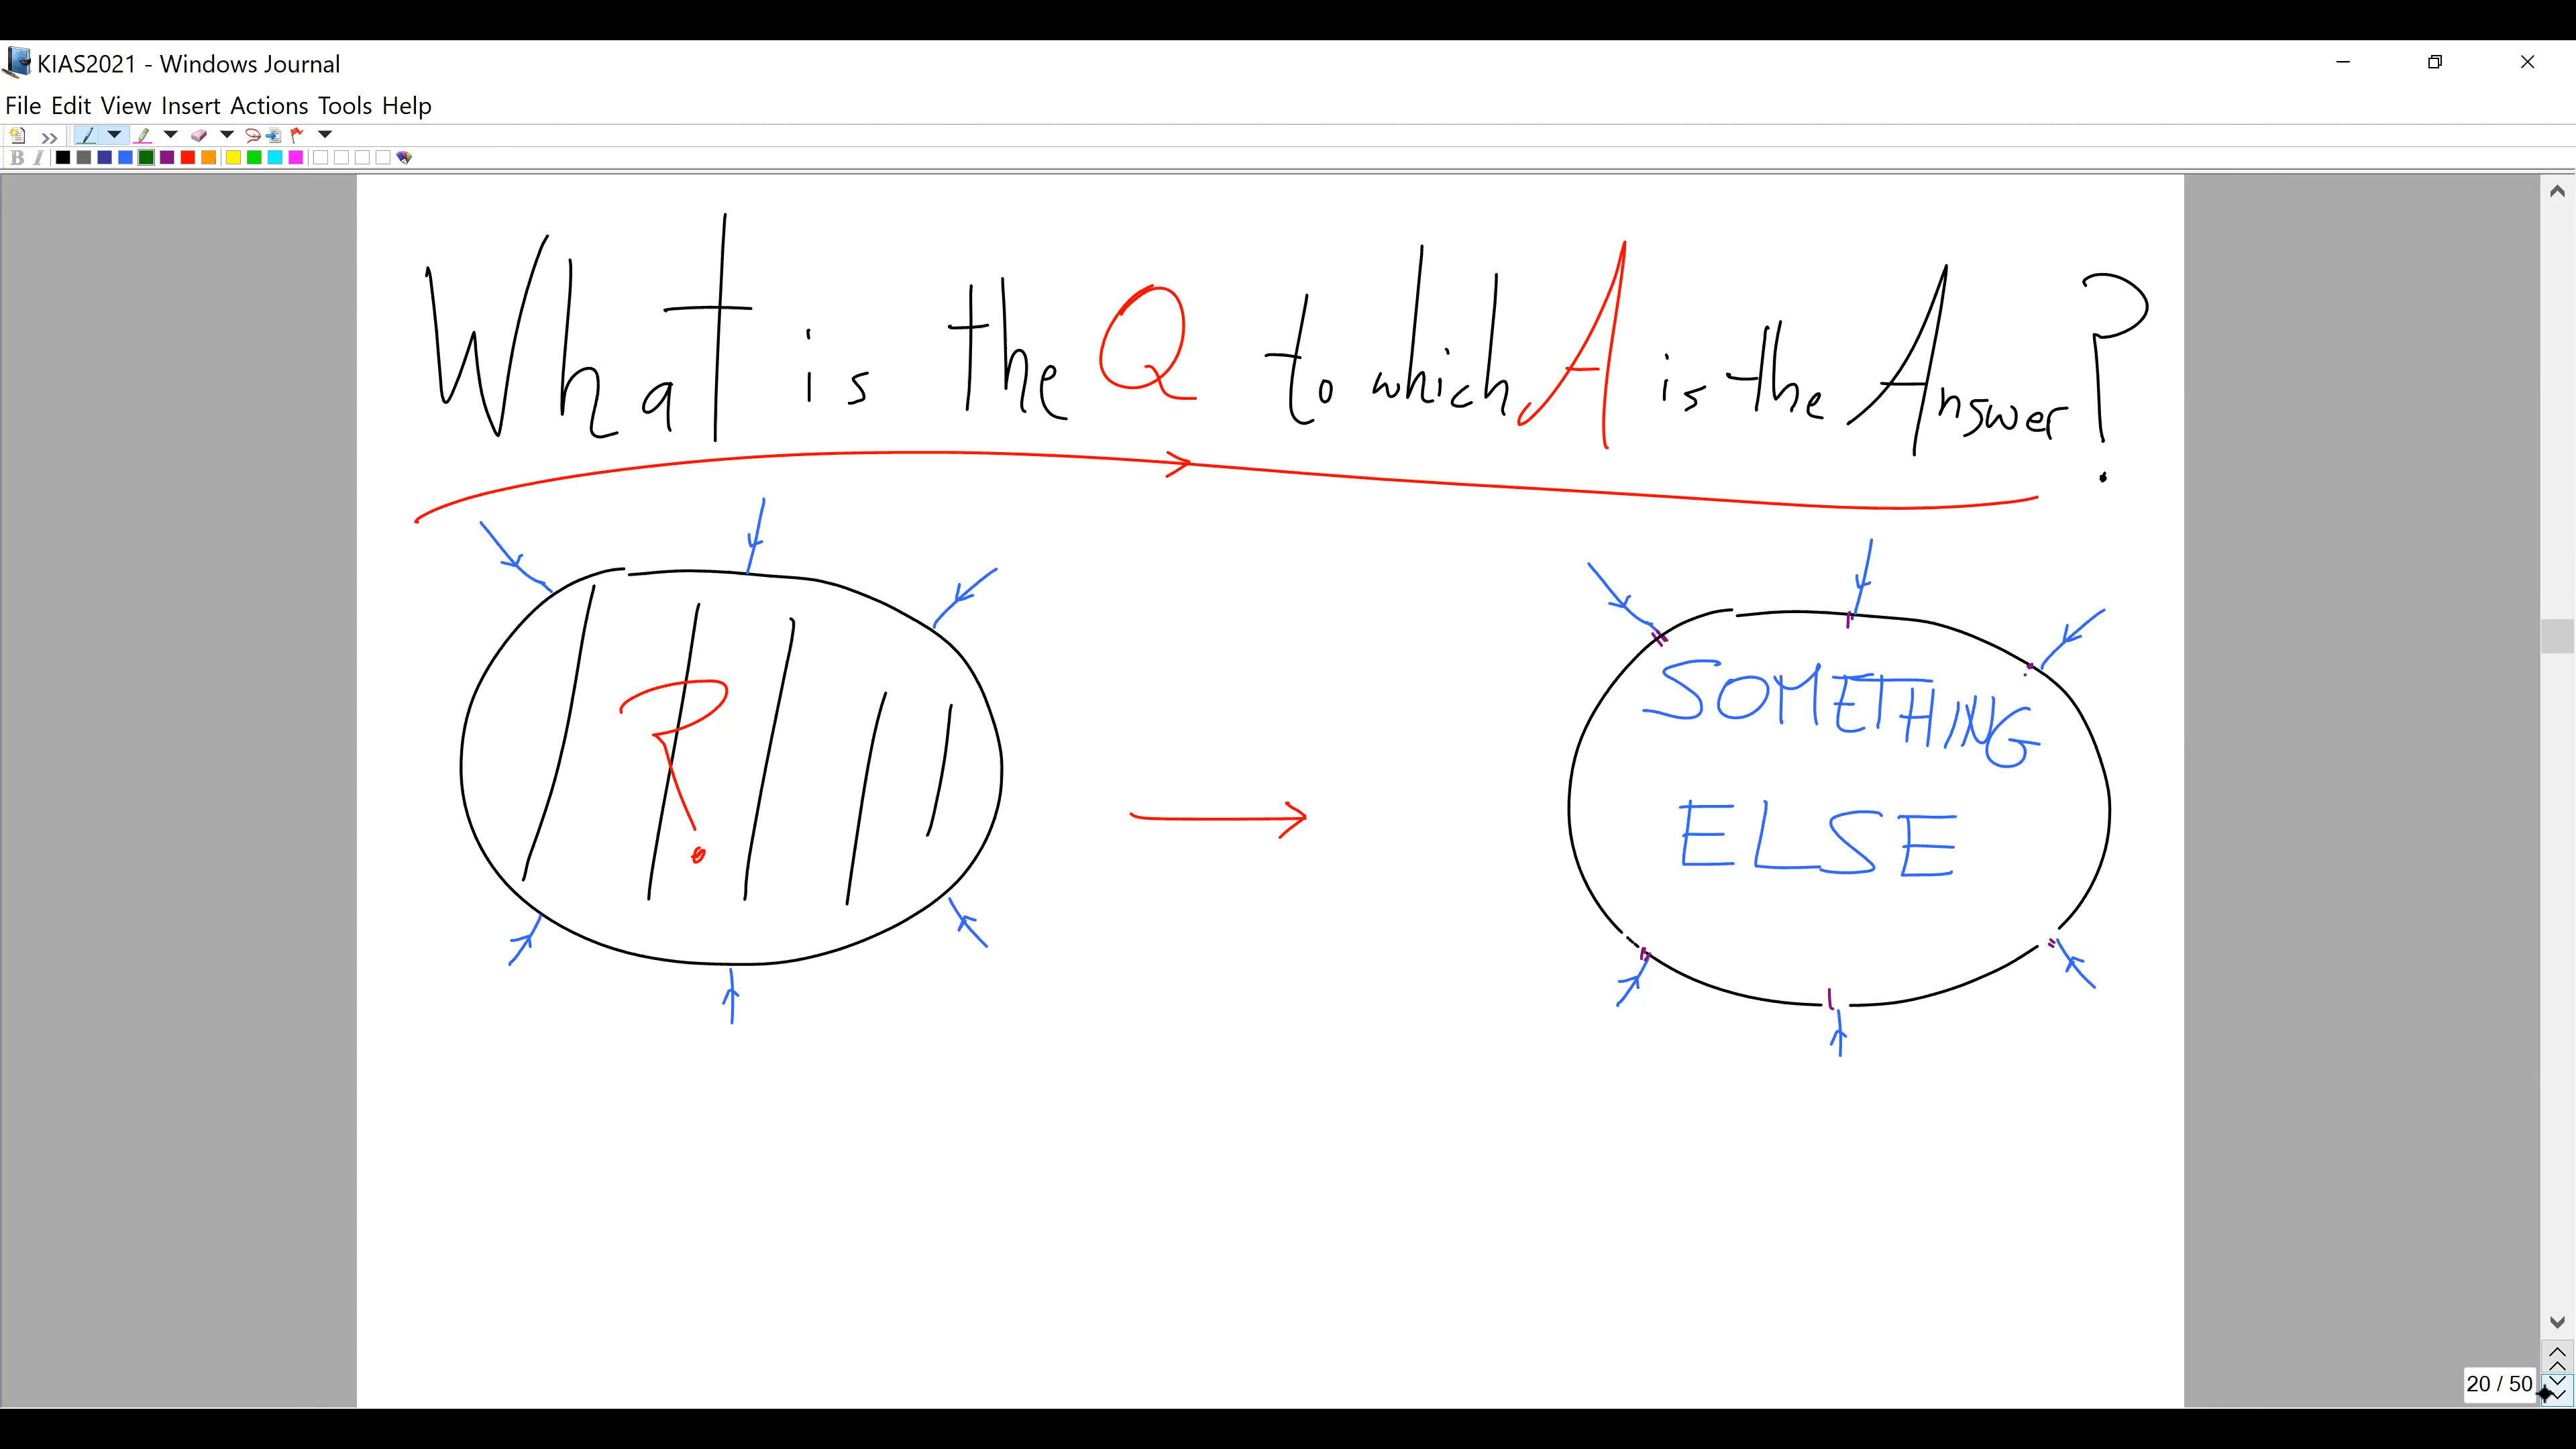 KIAS2021 - Windows Journal
File Edit View Insert Actions Tools Help
B I
What is the Q to which A is the Answer?
?
SOMETHING
ELSE
20 / 50